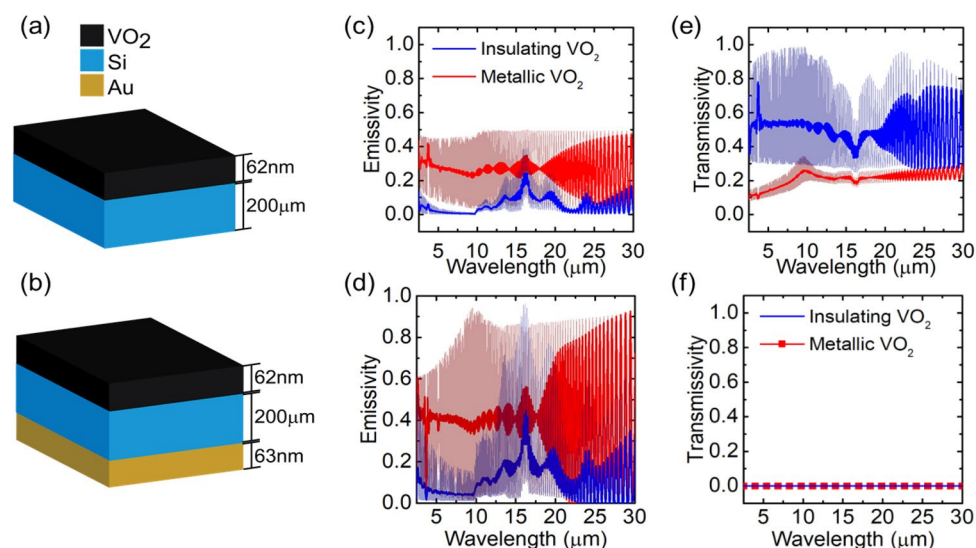 (a)
VO₂
Si
Au
62nm
200μm
(b)
62nm
200μm
63nm
(c)
Emissivity
1.0
0.8
0.6
0.4
0.2
0.0
Insulating VO₂
Metallic VO₂
5 10 15 20 25 30
Wavelength (μm)
(e)
Transmissivity
1.0
0.8
0.6
0.4
0.2
0.0
5 10 15 20 25 30
Wavelength (μm)
(d)
Emissivity
1.0
0.8
0.6
0.4
0.2
0.0
5 10 15 20 25 30
Wavelength (μm)
(f)
Transmissivity
1.0
0.8
0.6
0.4
0.2
0.0
Insulating VO₂
Metallic VO₂
5 10 15 20 25 30
Wavelength (μm)